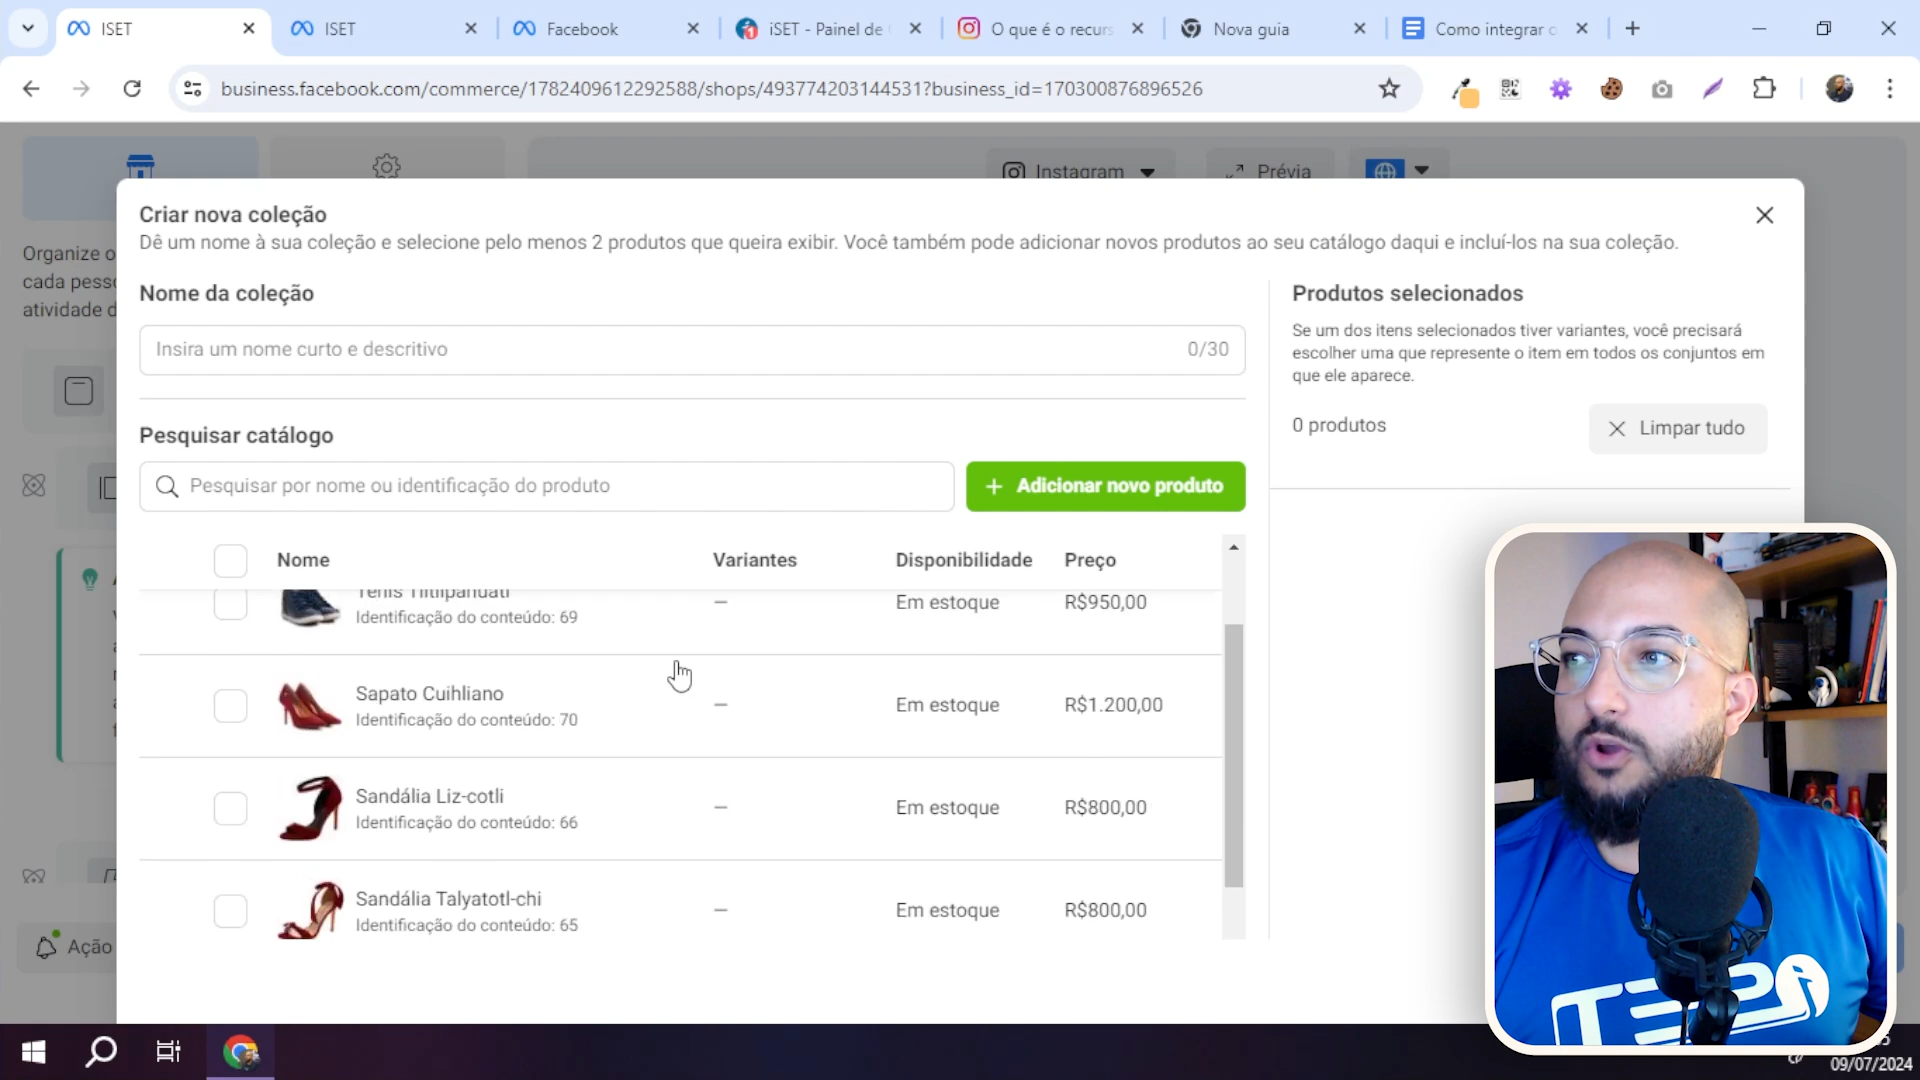 ISET
ISET
Facebook
iSET - Painel de
O que é o recurs
Nova guia
Como integrar o
business.facebook.com/commerce/1782409612292588/shops/493774203144531?business_id=170300876896526
Instagram
Prévia
Organize o
cada pesso
atividade d
Criar nova coleção
Dê um nome à sua coleção e selecione pelo menos 2 produtos que queira exibir. Você também pode adicionar novos produtos ao seu catálogo daqui e incluí-los na sua coleção.
Nome da coleção
Insira um nome curto e descritivo
0/30
Pesquisar catálogo
Pesquisar por nome ou identificação do produto
+ Adicionar novo produto
Nome
Variantes
Disponibilidade
Preço
Identificação do conteúdo: 69
–
Em estoque
R$950,00
Sapato Cuihliano
Identificação do conteúdo: 70
–
Em estoque
R$1.200,00
Sandália Liz-cotli
Identificação do conteúdo: 66
–
Em estoque
R$800,00
Sandália Talyatotl-chi
Identificação do conteúdo: 65
–
Em estoque
R$800,00
Produtos selecionados
Se um dos itens selecionados tiver variantes, você precisará
escolher uma que represente o item em todos os conjuntos em
que ele aparece.
0 produtos
Limpar tudo
Ação
09/07/2024